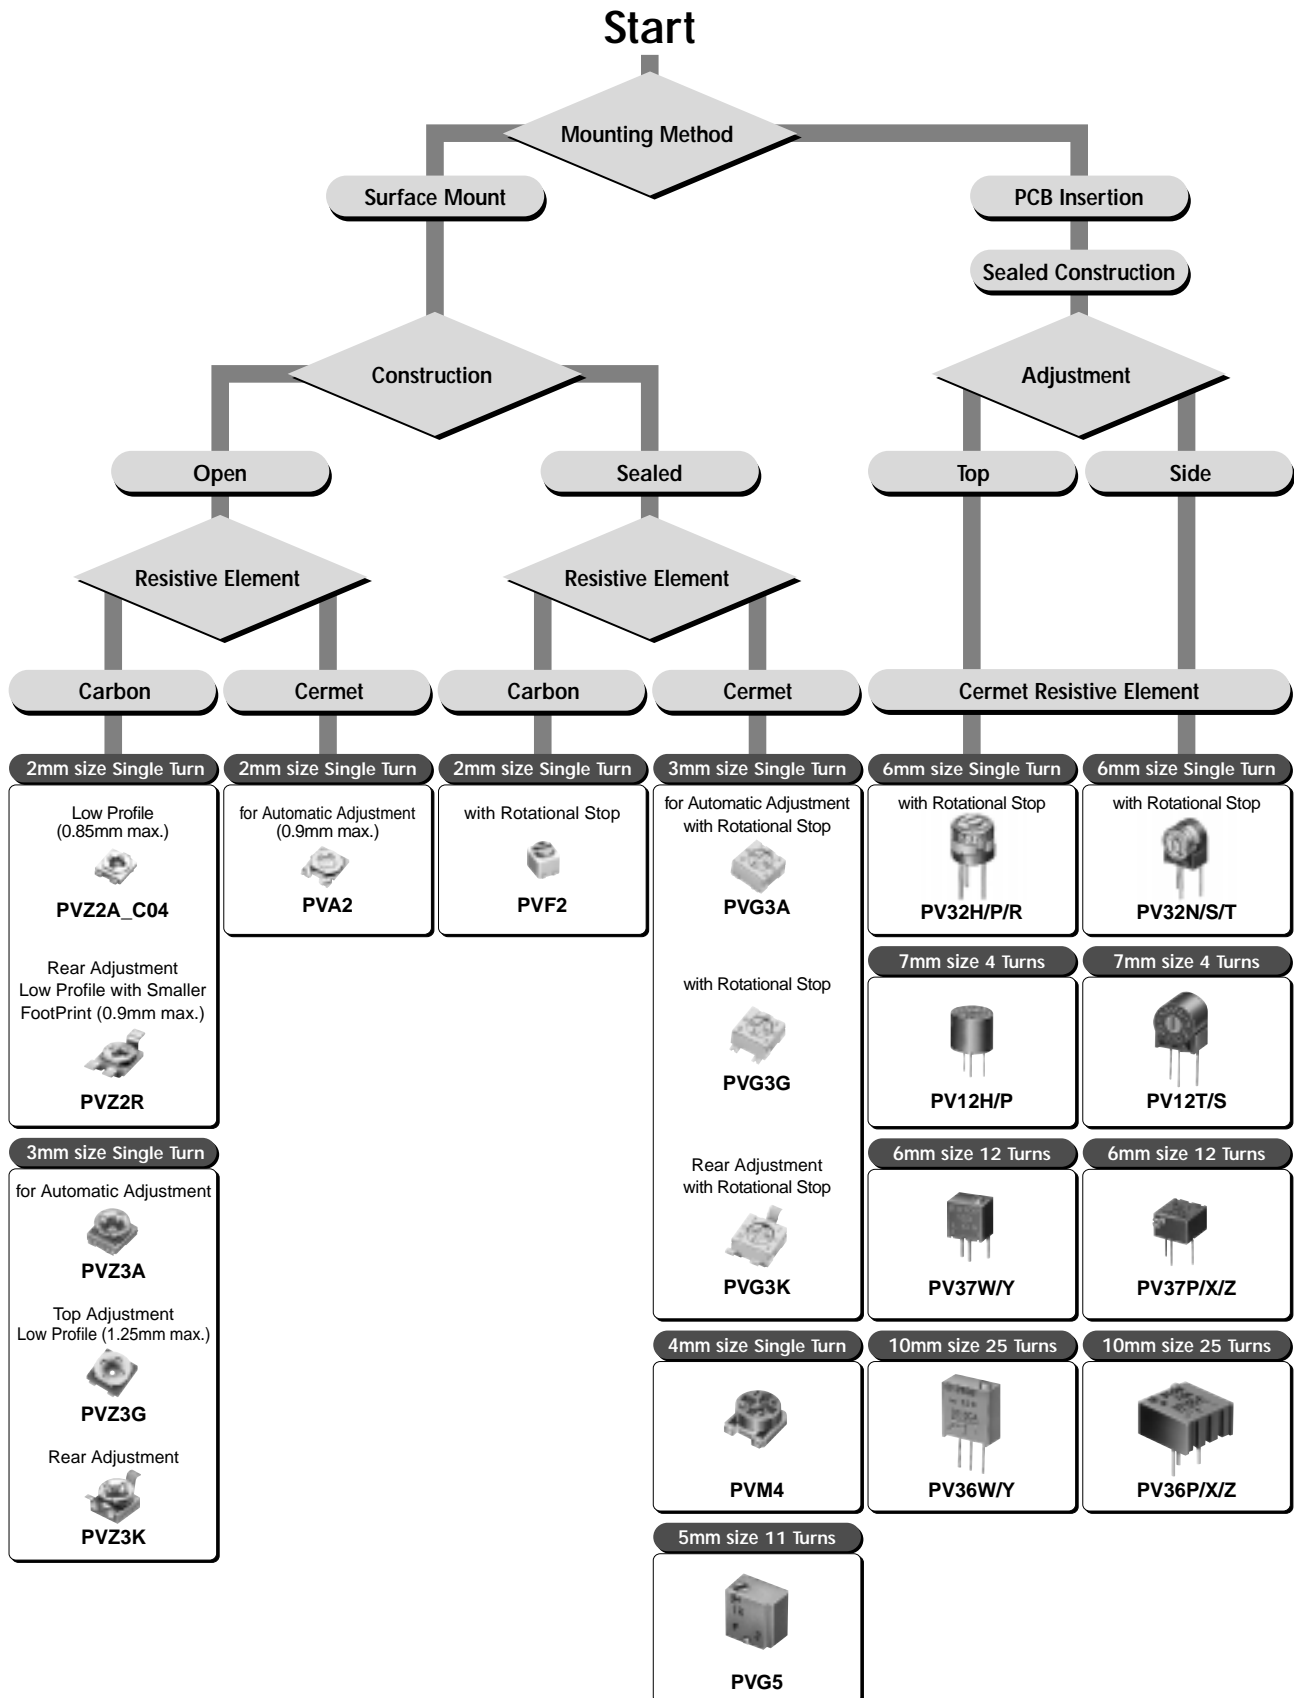 Start
Mounting Method
Surface Mount
PCB Insertion
Sealed Construction
Construction
Adjustment
Open
Sealed
Top
Side
Resistive Element
Resistive Element
Carbon
Cermet
Carbon
Cermet
Cermet Resistive Element
2mm size Single Turn
Low Profile
(0.85mm max.)
PVZ2A_C04
Rear Adjustment
Low Profile with Smaller
FootPrint (0.9mm max.)
PVZ2R
3mm size Single Turn
for Automatic Adjustment
PVZ3A
Top Adjustment
Low Profile (1.25mm max.)
PVZ3G
Rear Adjustment
PVZ3K
2mm size Single Turn
for Automatic Adjustment
(0.9mm max.)
PVA2
2mm size Single Turn
with Rotational Stop
PVF2
3mm size Single Turn
for Automatic Adjustment
with Rotational Stop
PVG3A
with Rotational Stop
PVG3G
Rear Adjustment
with Rotational Stop
PVG3K
4mm size Single Turn
PVM4
5mm size 11 Turns
PVG5
6mm size Single Turn
with Rotational Stop
PV32H/P/R
7mm size 4 Turns
PV12H/P
6mm size 12 Turns
PV37W/Y
10mm size 25 Turns
PV36W/Y
6mm size Single Turn
with Rotational Stop
PV32N/S/T
7mm size 4 Turns
PV12T/S
6mm size 12 Turns
PV37P/X/Z
10mm size 25 Turns
PV36P/X/Z